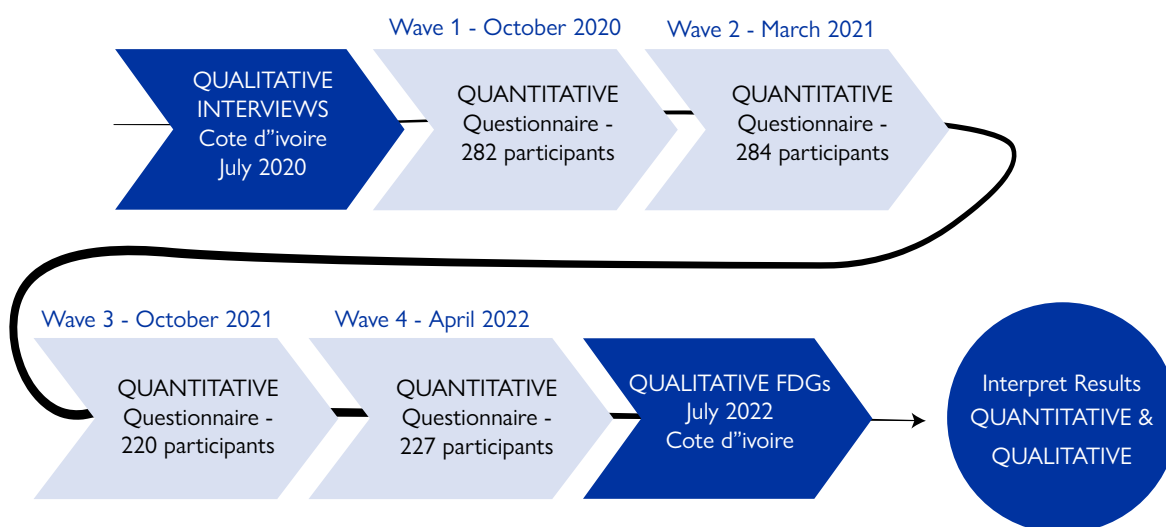 Wave 1 - October 2020
Wave 2 - March 2021
QUALITATIVE
INTERVIEWS
Cote d"ivoire
July 2020
QUANTITATIVE
Questionnaire -
282 participants
QUANTITATIVE
Questionnaire -
284 participants
Wave 3 - October 2021
Wave 4 - April 2022
QUANTITATIVE
Questionnaire -
220 participants
QUANTITATIVE
Questionnaire -
227 participants
QUALITATIVE FDGs
July 2022
Cote d"ivoire
Interpret Results
QUANTITATIVE &
QUALITATIVE